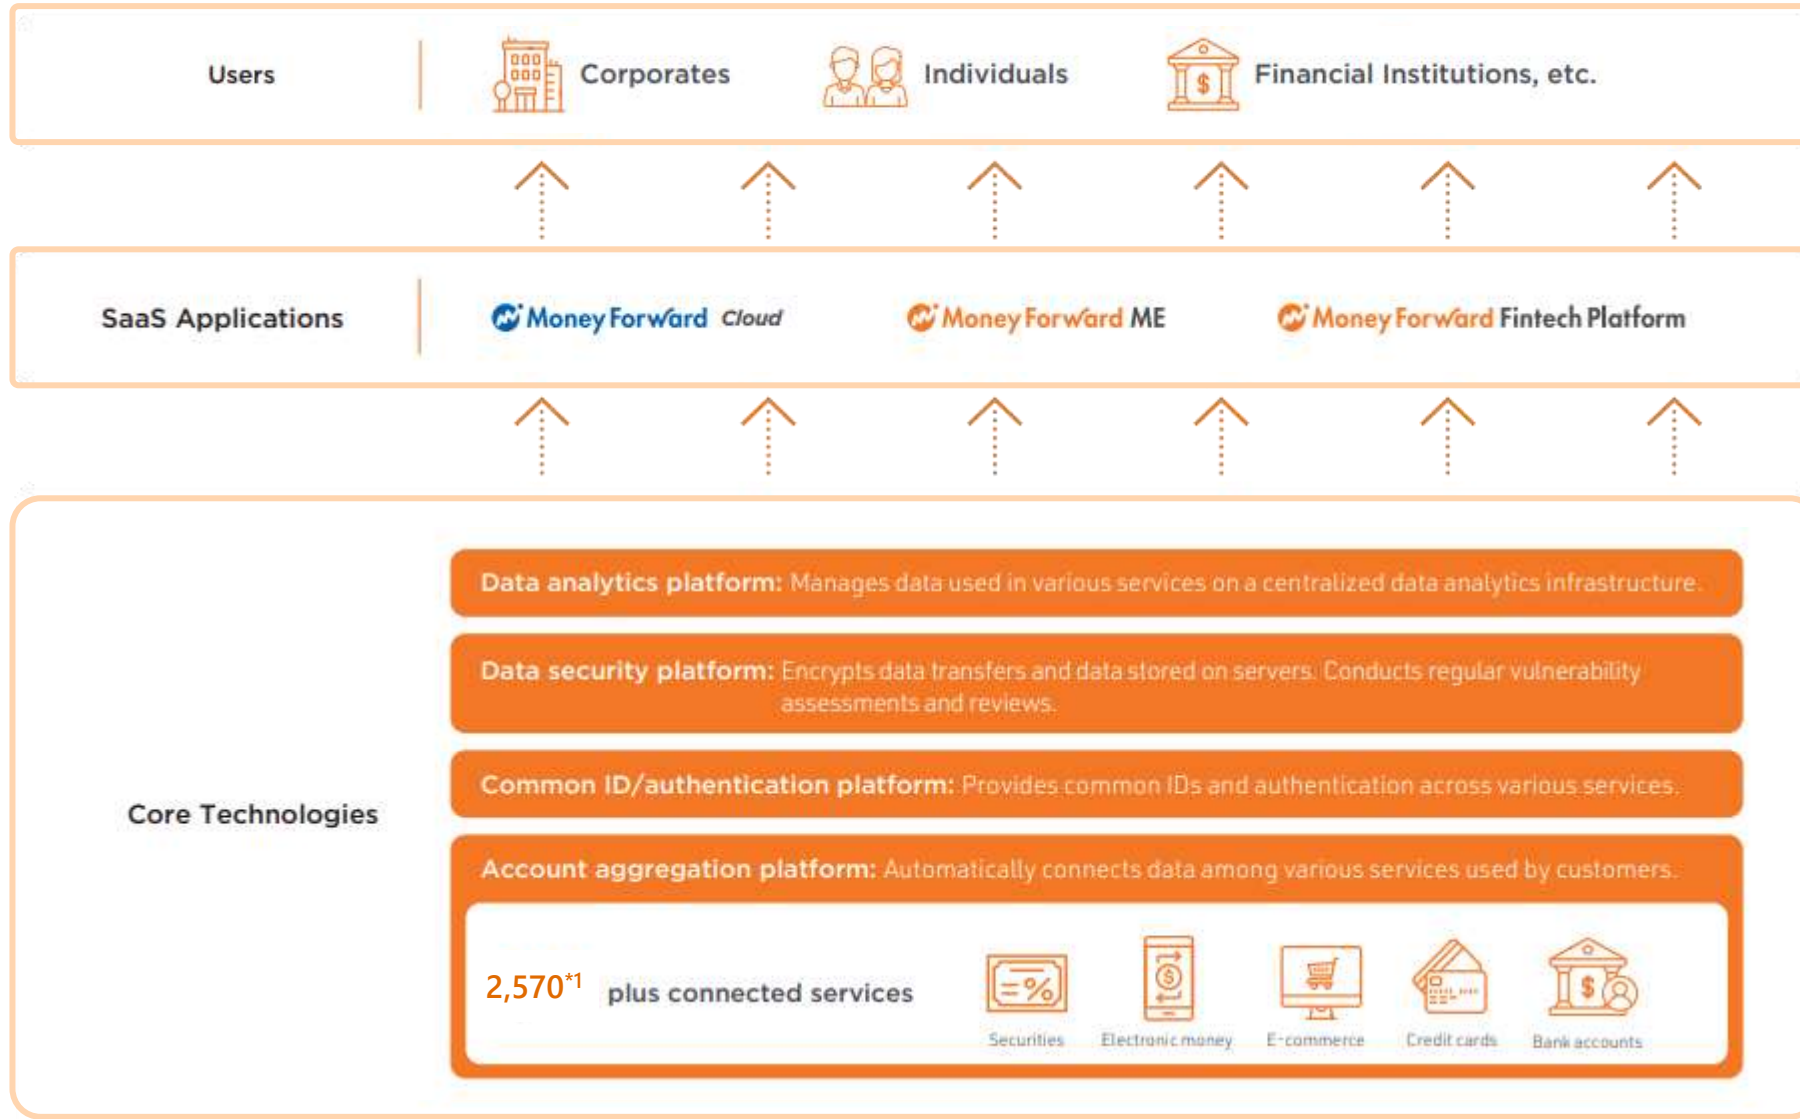 Users
Corporates
Individuals
Financial Institutions, etc.
SaaS Applications
Money Forward Cloud
Money Forward ME
Money Forward Fintech Platform
Core Technologies
Data analytics platform: Manages data used in various services on a centralized data analytics infrastructure.
Data security platform: Encrypts data transfers and data stored on servers. Conducts regular vulnerability
assessments and reviews.
Common ID/authentication platform: Provides common IDs and authentication across various services.
Account aggregation platform: Automatically connects data among various services used by customers.
2,570*1 plus connected services
Securities
Electronic money
E-commerce
Credit cards
Bank accounts